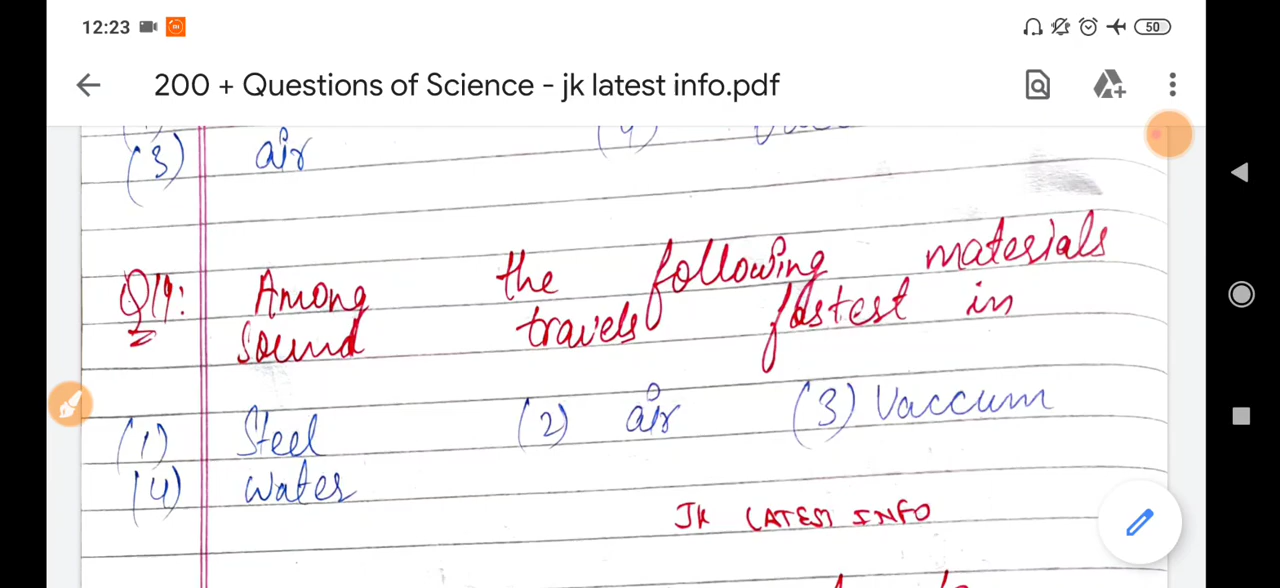 12:23
50
200 + Questions of Science - jk latest info.pdf
(3) air (4)
Q19: Among the following materials
sound travels fastest in
(1) Steel (2) air (3) Vaccum
(4) water
JK LATEST INFO